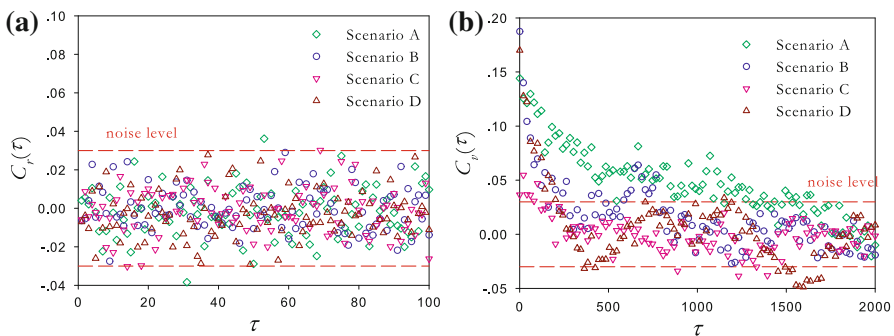 (a)
.10
.08
.06
.04
.02
0.00
-.02
-.04
C_r(τ)
noise level
Scenario A
Scenario B
Scenario C
Scenario D
0
20
40
60
80
100
τ
(b)
.20
.15
.10
.05
0.00
-.05
C_v(τ)
Scenario A
Scenario B
Scenario C
Scenario D
noise level
0
500
1000
1500
2000
τ